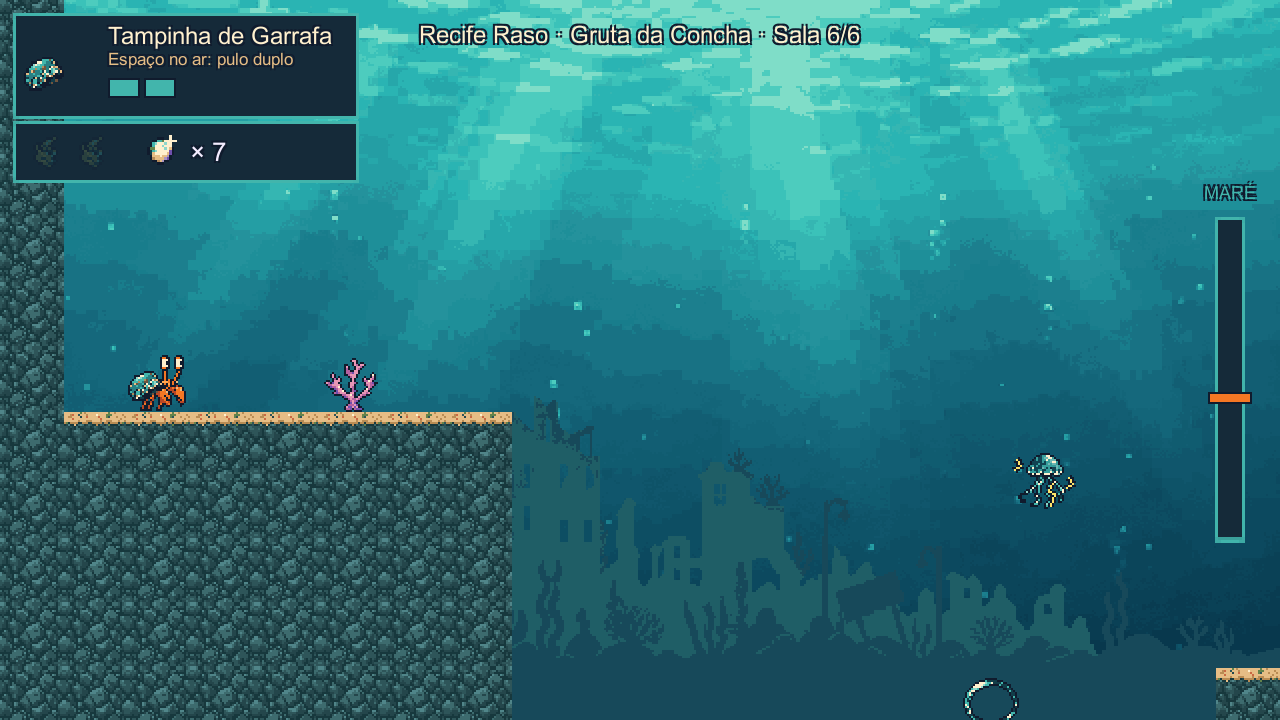 Tampinha de Garrafa
Espaço no ar: pulo duplo
× 7
Recife Raso · Gruta da Concha · Sala 6/6
MARÉ